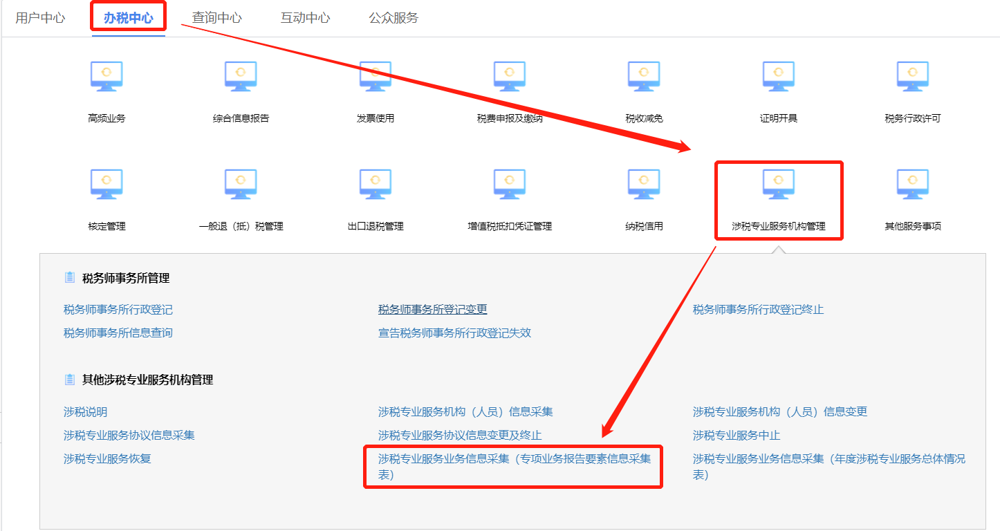 用户中心
办税中心
查询中心
互动中心
公众服务
高频业务
综合信息报告
发票使用
税费申报及缴纳
税收减免
证明开具
税务行政许可
核定管理
一般退（抵）税管理
出口退税管理
增值税抵扣凭证管理
纳税信用
涉税专业服务机构管理
其他服务事项
税务师事务所管理
税务师事务所行政登记
税务师事务所登记变更
税务师事务所行政登记终止
税务师事务所信息查询
宣告税务师事务所行政登记失效
其他涉税专业服务机构管理
涉税说明
涉税专业服务机构（人员）信息采集
涉税专业服务机构（人员）信息变更
涉税专业服务协议信息采集
涉税专业服务协议信息变更及终止
涉税专业服务中止
涉税专业服务恢复
涉税专业服务业务信息采集（专项业务报告要素信息采集
表）
涉税专业服务业务信息采集（年度涉税专业服务总体情况
表）